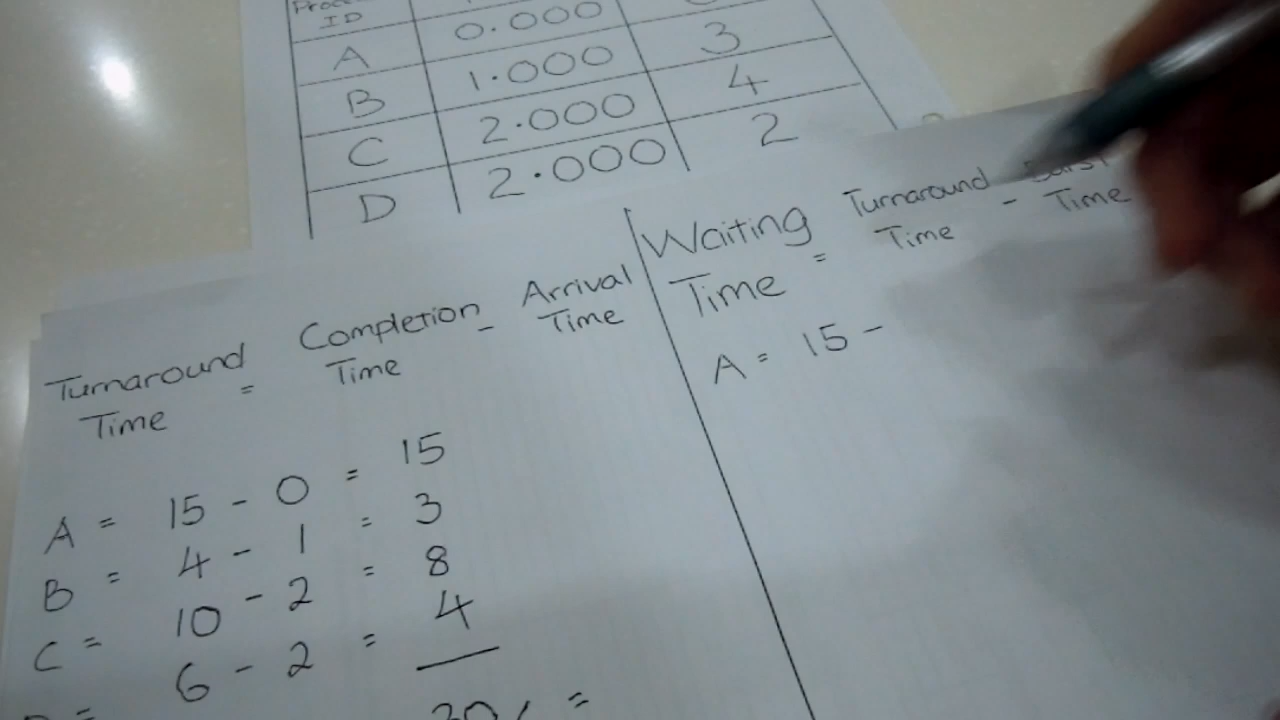 ID
A 0.000
B 1.000 3
C 2.000 4
D 2.000 2
Turnaround Time = Completion Time - Arrival Time
A = 15 - 0 = 15
B = 4 - 1 = 3
C = 10 - 2 = 8
6 - 2 = 4
Waiting Time = Turnaround Time - Time
A = 15 -